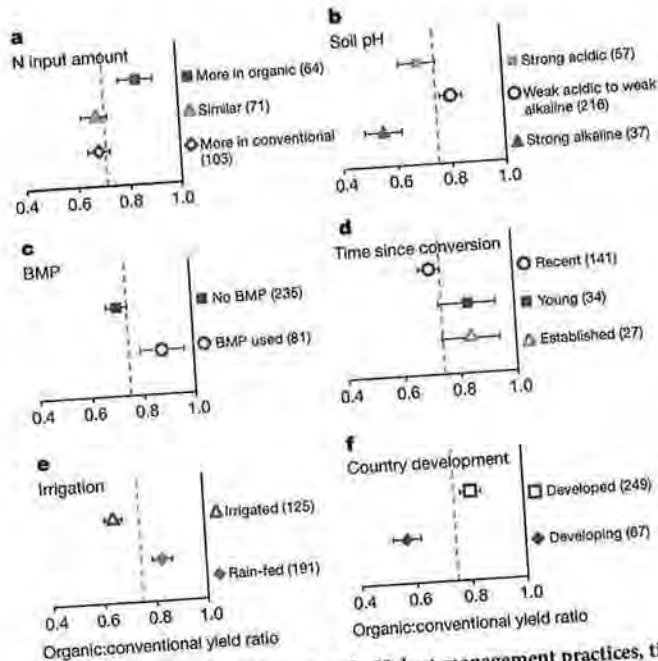 a
N input amount
More in organic (64)
Similar (71)
More in conventional
(103)
0.4 0.6 0.8 1.0
b
Soil pH
Strong acidic (57)
Weak acidic to weak
alkaline (216)
Strong alkaline (37)
0.4 0.6 0.8 1.0
c
BMP
No BMP (235)
BMP used (81)
0.4 0.6 0.8 1.0
d
Time since conversion
Recent (141)
Young (34)
Established (27)
0.4 0.6 0.8 1.0
e
Irrigation
Irrigated (125)
Rain-fed (191)
0.4 0.6 0.8 1.0
Organic:conventional yield ratio
f
Country development
Developed (249)
Developing (67)
0.4 0.6 0.8 1.0
Organic:conventional yield ratio
management practices, ti